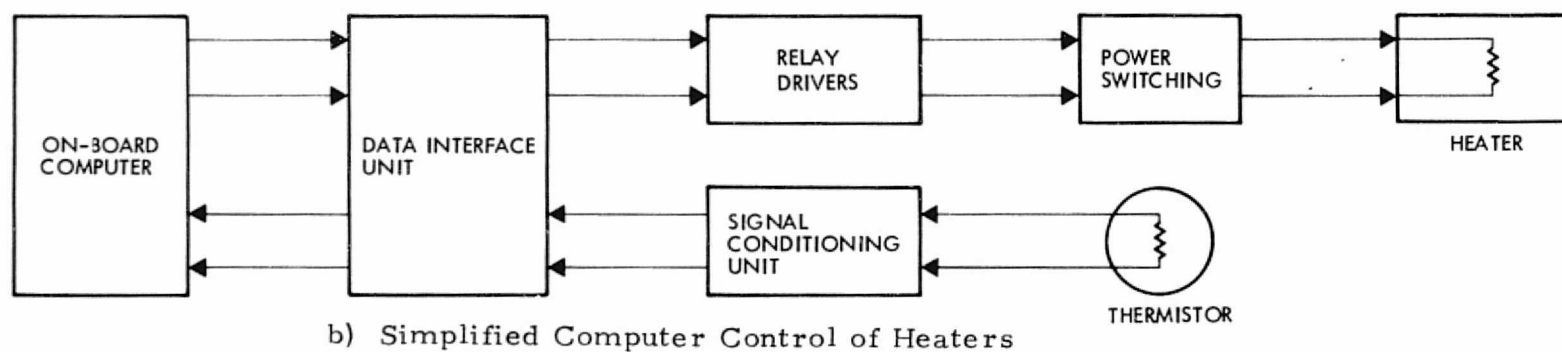 ON-BOARD
COMPUTER
DATA INTERFACE
UNIT
RELAY
DRIVERS
POWER
SWITCHING
HEATER
SIGNAL
CONDITIONING
UNIT
THERMISTOR
b) Simplified Computer Control of Heaters